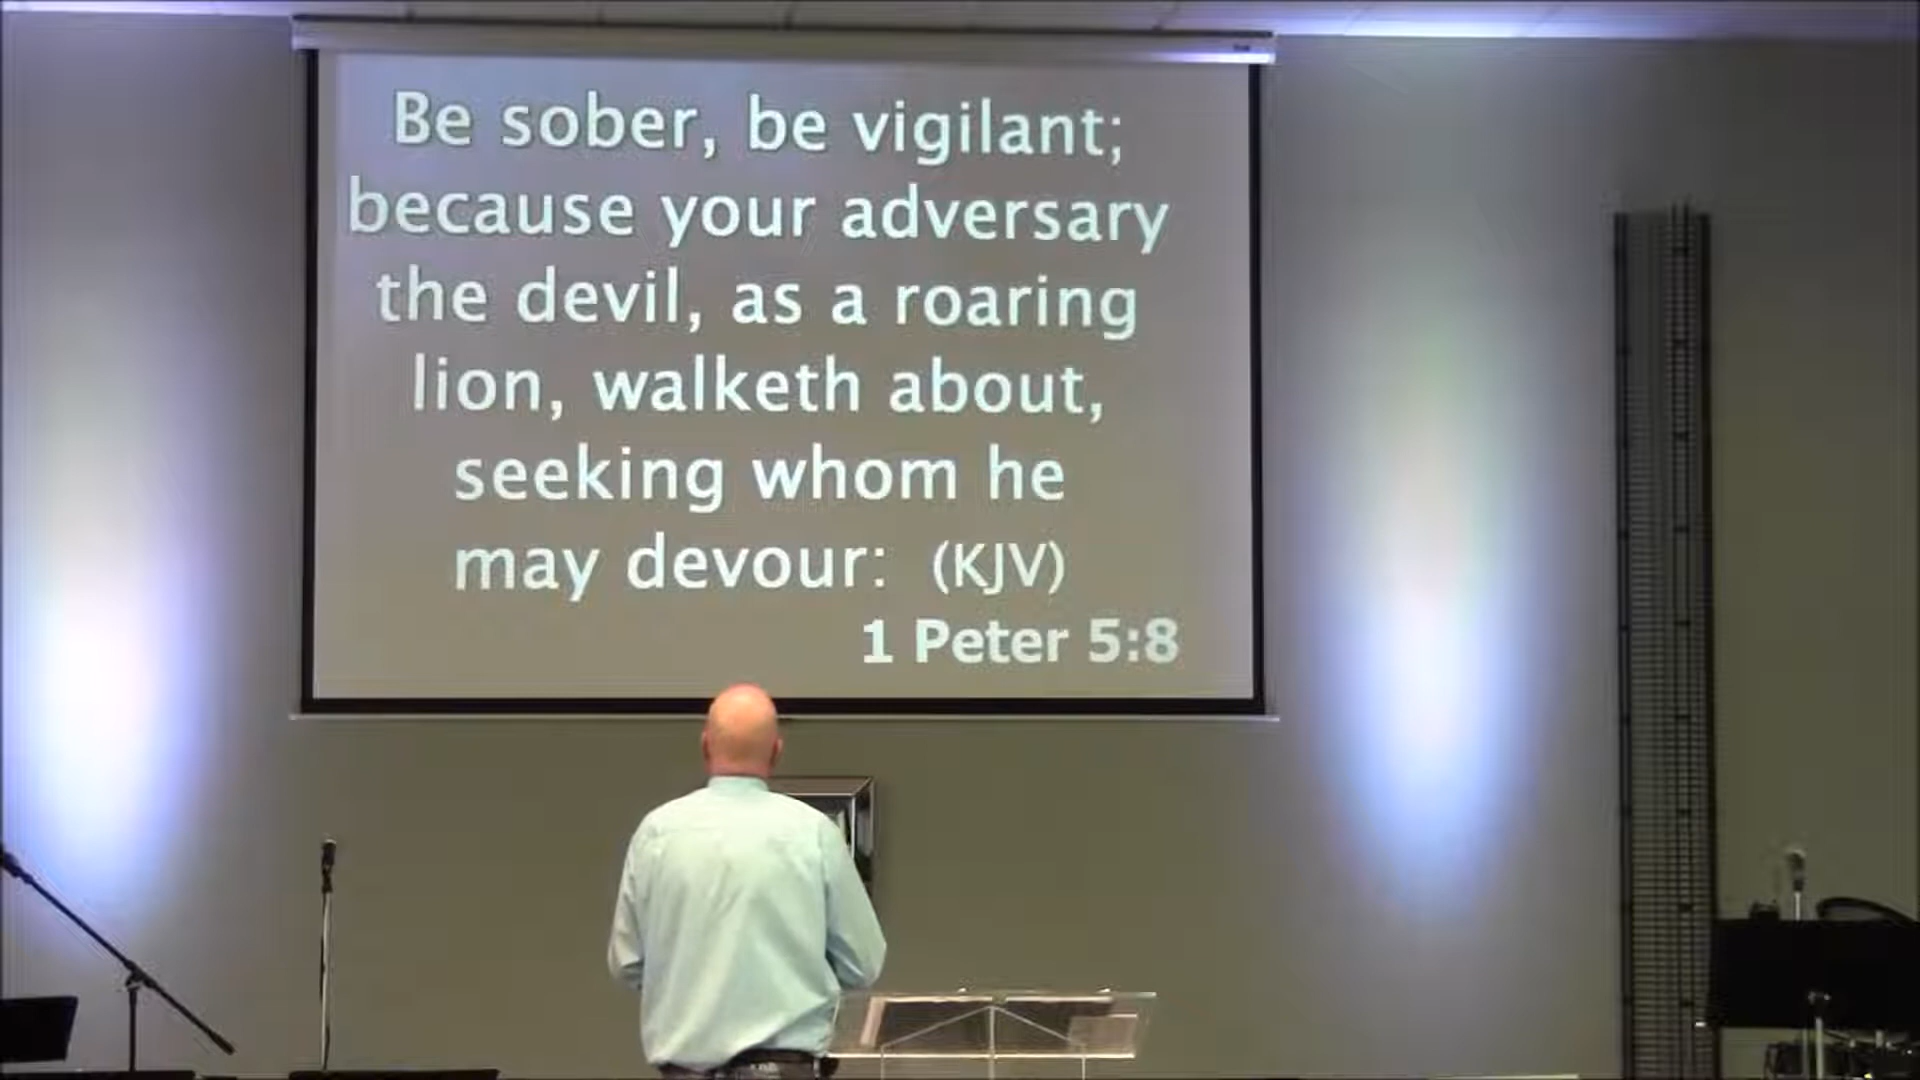 Be sober, be vigilant;
because your adversary
the devil, as a roaring
lion, walketh about,
seeking whom he
may devour: (KJV)
1 Peter 5:8